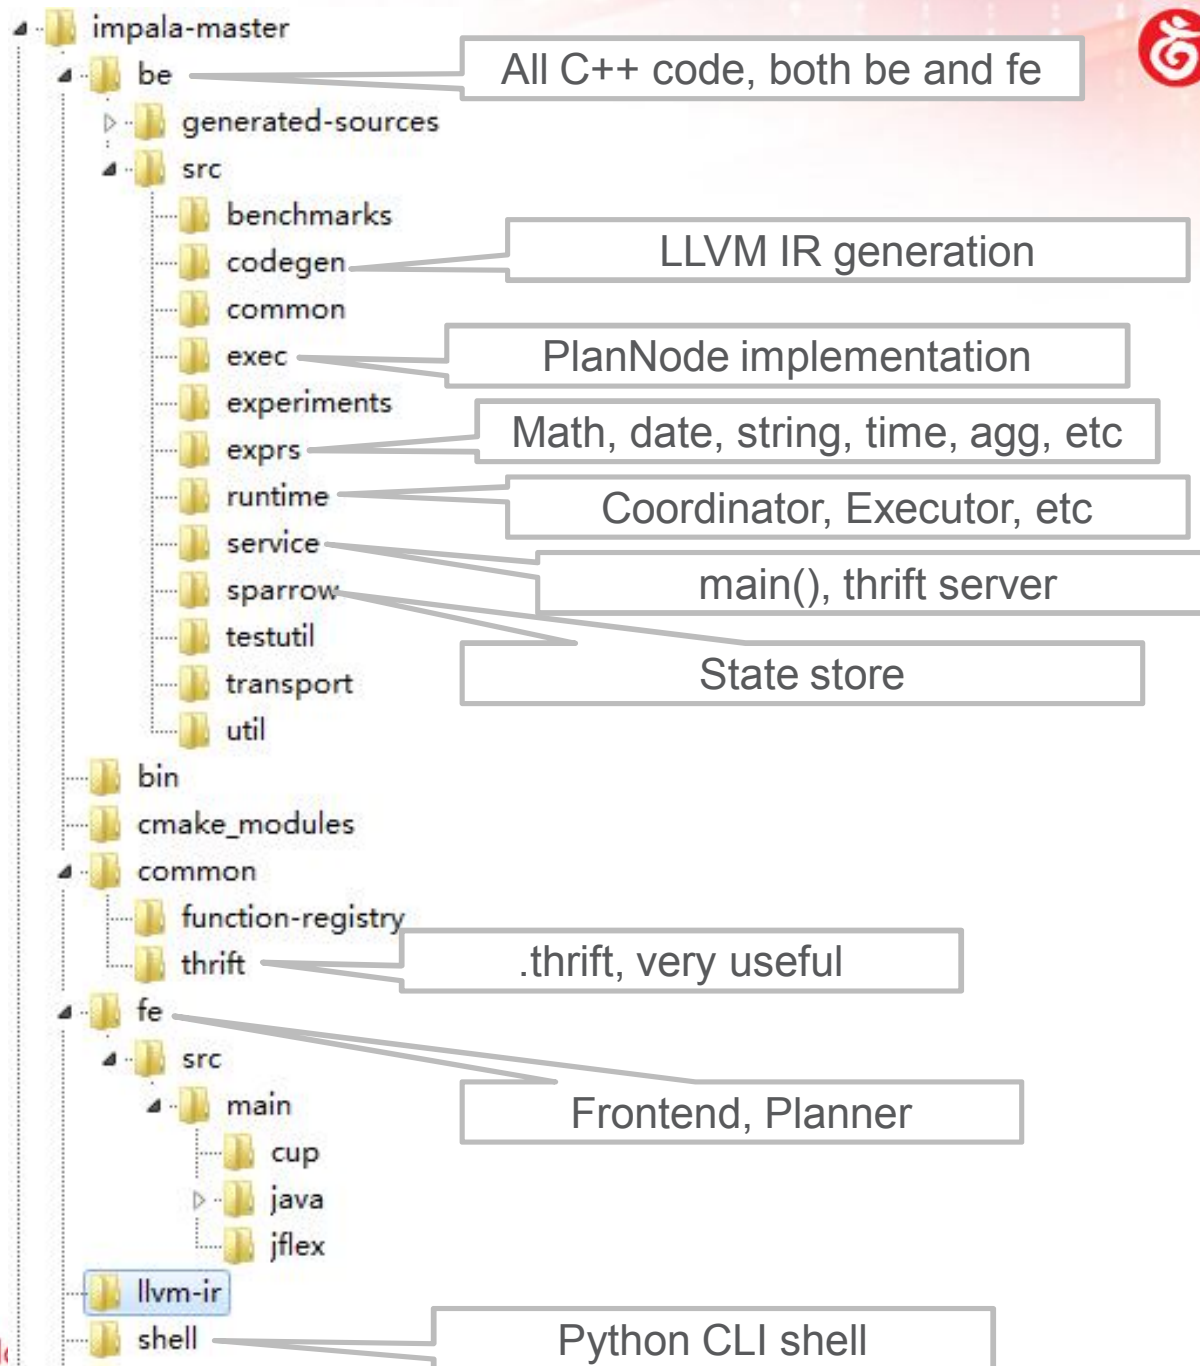 impala-master
be
All C++ code, both be and fe
generated-sources
src
benchmarks
codegen
LLVM IR generation
common
exec
PlanNode implementation
experiments
exprs
Math, date, string, time, agg, etc
runtime
Coordinator, Executor, etc
service
main(), thrift server
sparrow
testutil
State store
transport
util
bin
cmake_modules
common
function-registry
thrift
.thrift, very useful
fe
src
main
Frontend, Planner
cup
java
jflex
llvm-ir
shell
Python CLI shell